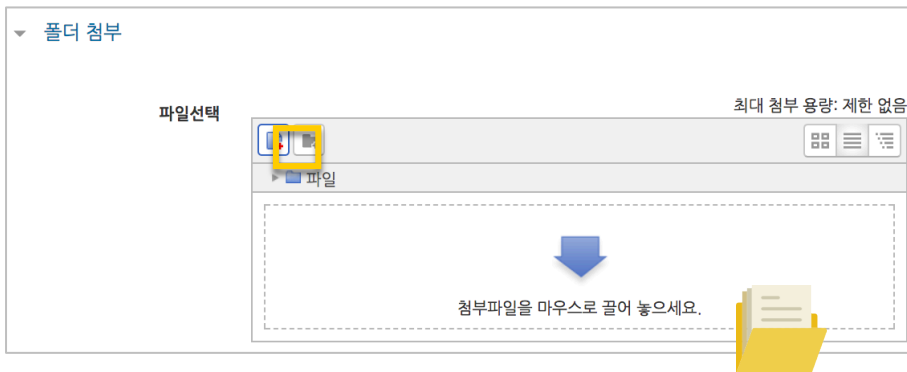 폴더 첨부
최대 첨부 용량: 제한 없음
파일선택
파일
첨부파일을 마우스로 끌어 놓으세요.